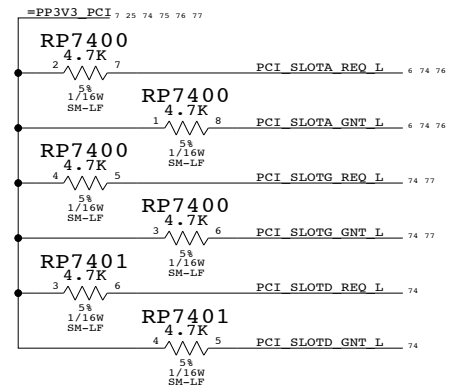 =PP3V3_PCI 7 25 74 75 76 77
RP7400
4.7K
2 7 PCI_SLOTA_REQ_L 6 74 76
5%
1/16W
SM-LF
RP7400
4.7K
1 8 PCI_SLOTA_GNT_L 6 74 76
5%
1/16W
SM-LF
RP7400
4.7K
4 5 PCI_SLOTG_REQ_L 74 77
5%
1/16W
SM-LF
RP7400
4.7K
3 6 PCI_SLOTG_GNT_L 74 77
5%
1/16W
SM-LF
RP7401
4.7K
3 6 PCI_SLOTD_REQ_L 74
5%
1/16W
SM-LF
RP7401
4.7K
4 5 PCI_SLOTD_GNT_L 74
5%
1/16W
SM-LF